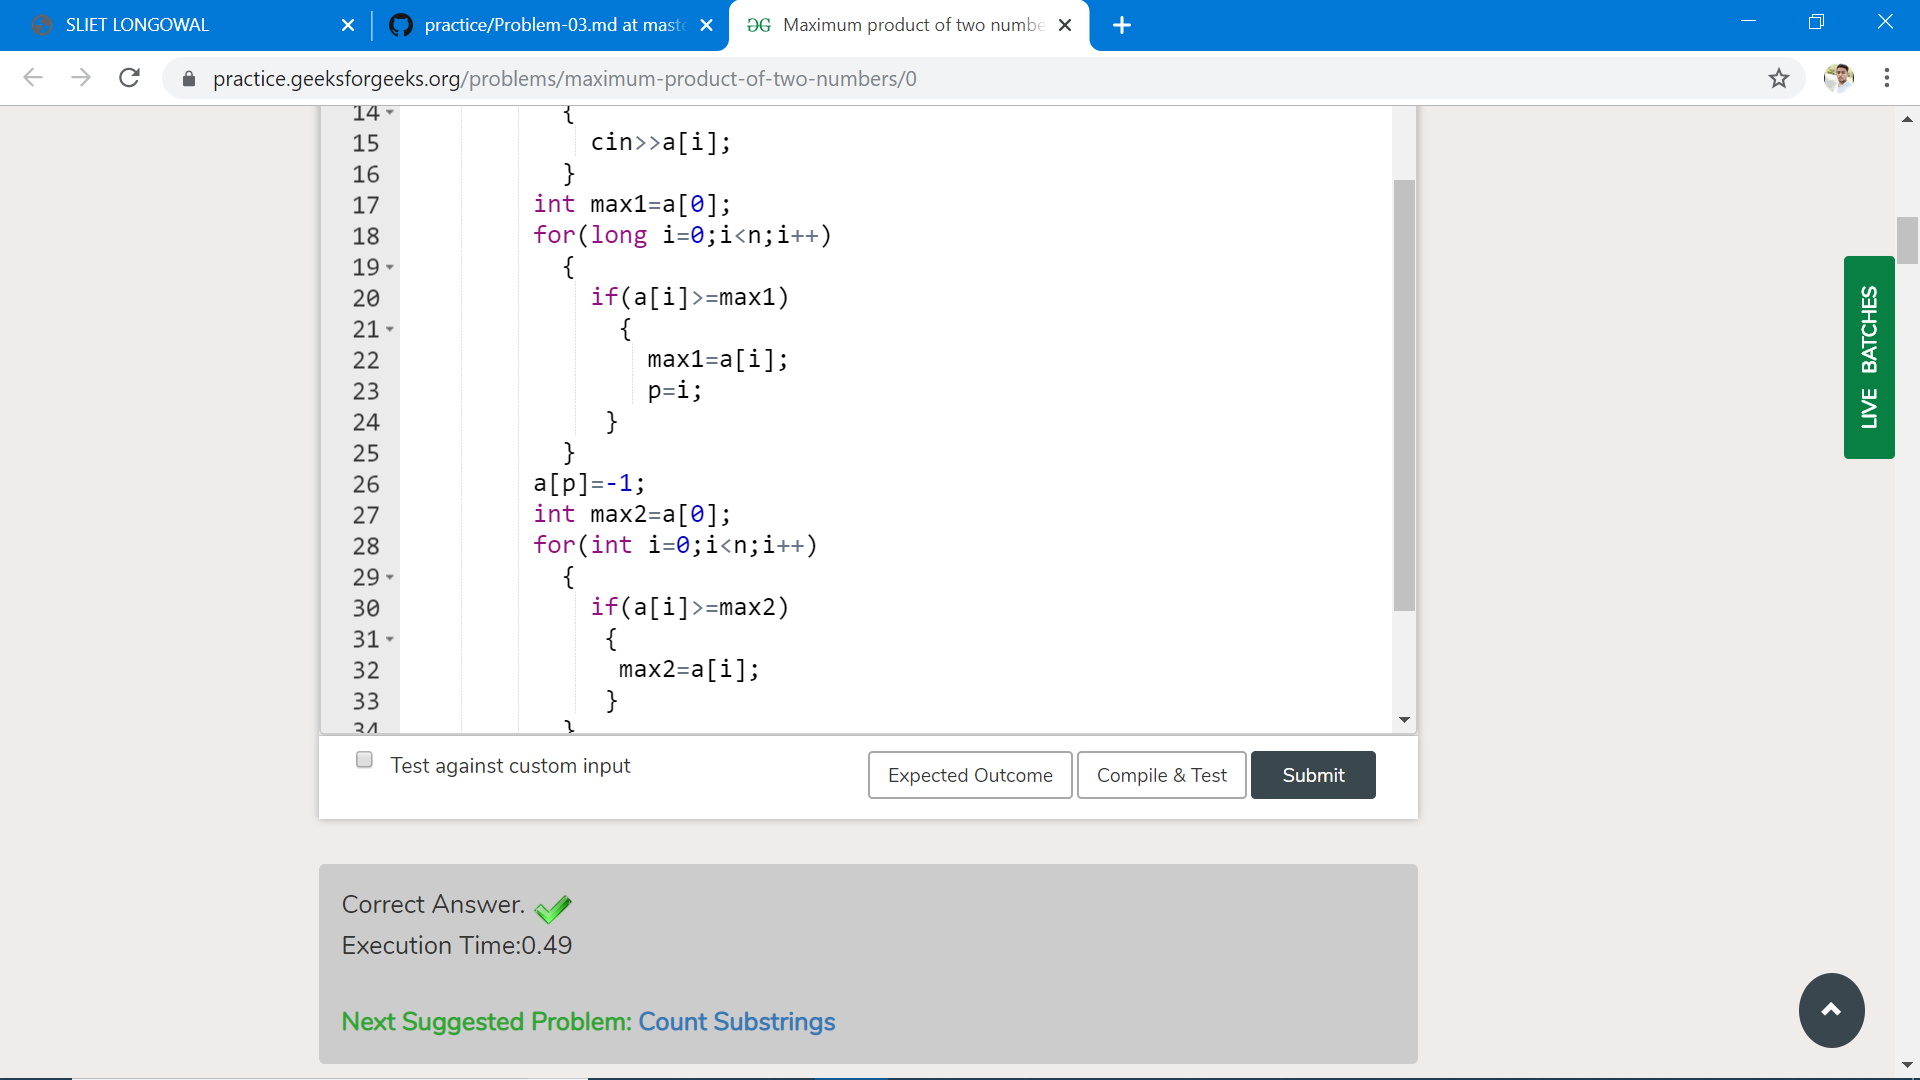 SLIET LONGOWAL
practice/Problem-03.md at mast
Maximum product of two numbe
practice.geeksforgeeks.org/problems/maximum-product-of-two-numbers/0
14 {
15 cin>>a[i];
16 }
17 int max1=a[0];
18 for(long i=0;i<n;i++)
19 {
20 if(a[i]>=max1)
21 {
22 max1=a[i];
23 p=i;
24 }
25 }
26 a[p]=-1;
27 int max2=a[0];
28 for(int i=0;i<n;i++)
29 {
30 if(a[i]>=max2)
31 {
32 max2=a[i];
33 }
34 }
LIVE BATCHES
Test against custom input
Expected Outcome
Compile & Test
Submit
Correct Answer.
Execution Time:0.49
Next Suggested Problem: Count Substrings